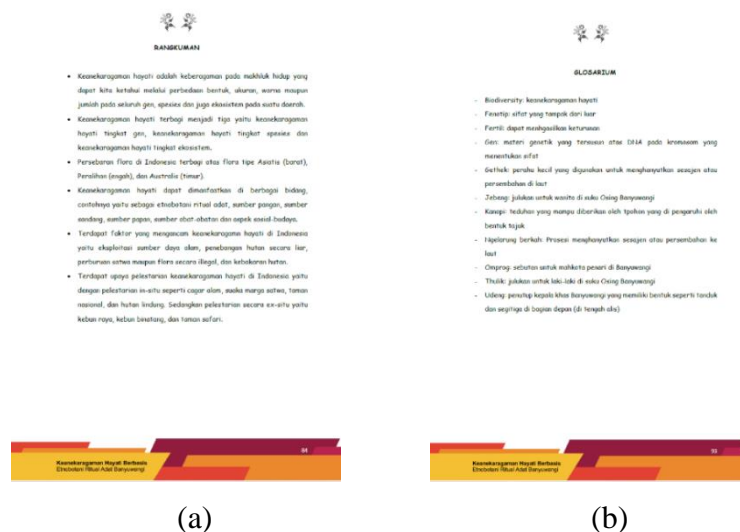 RANGKUMAN
• Keanekaragaman hayati adalah keberagaman pada makhluk hidup yang
dapat kita ketahui melalui perbedaan bentuk, ukuran, warna maupun
jumlah pada seluruh gen, spesies dan juga ekosistem pada suatu daerah.
• Keanekaragaman hayati terbagi menjadi tiga yaitu keanekaragaman
hayati tingkat gen, keanekaragaman hayati tingkat spesies dan
keanekaragaman hayati tingkat ekosistem.
• Persebaran flora di Indonesia terbagi atas flora tipe Asiatis (barat),
Peralihan (engah), dan Australis (timur).
• Keanekaragaman hayati dapat dimanfaatkan di berbagai bidang,
contohnya yaitu sebagai etnobotani ritual adat, sumber pangan, sumber
sandang, sumber papan, sumber obat-obatan dan aspek sosial-budaya.
• Terdapat faktor yang mengancam keanekaragaman hayati di Indonesia
yaitu eksploitasi sumber daya alam, penebangan hutan secara liar,
perburuan satwa maupun flora secara illegal, dan kebakaran hutan.
• Terdapat upaya pelestarian keanekaragaman hayati di Indonesia yaitu
dengan pelestarian in-situ seperti cagar alam, suaka marga satwa, taman
nasional, dan hutan lindung. Sedangkan pelestarian secara ex-situ yaitu
kebun raya, kebun binatang, dan taman safari.
Keanekaragaman Hayati Berbasis
Etnobotani Ritual Adat Banyuwangi
(a)
GLOSARIUM
- Biodiversity: keanekaragaman hayati
- Fenotip: sifat yang tampak dari luar
- Fertil: dapat menghasilkan keturunan
- Gen: materi genetik yang tersusun atas DNA pada kromosom yang
menentukan sifat
- Githek: perahu kecil yang digunakan untuk menghanyutkan sesajen atau
persembahan di laut
- Jebeng: julukan untuk wanita di suku Osing Banyuwangi
- Kanopi: teduhan yang mampu diberikan oleh tpohon yang di pengaruhi oleh
bentuk tajuk
- Ngelarung berkah: Prosesi menghanyutkan sesajen atau persembahan ke
laut
- Omprog: sebutan untuk mahkota penari di Banyuwangi
- Thulik: julukan untuk laki-laki di suku Osing Banyuwangi
- Udeng: penutup kepala khas Banyuwangi yang memiliki bentuk seperti tanduk
dan segitiga di bagian depan (di tengah alis)
Keanekaragaman Hayati Berbasis
Etnobotani Ritual Adat Banyuwangi
(b)